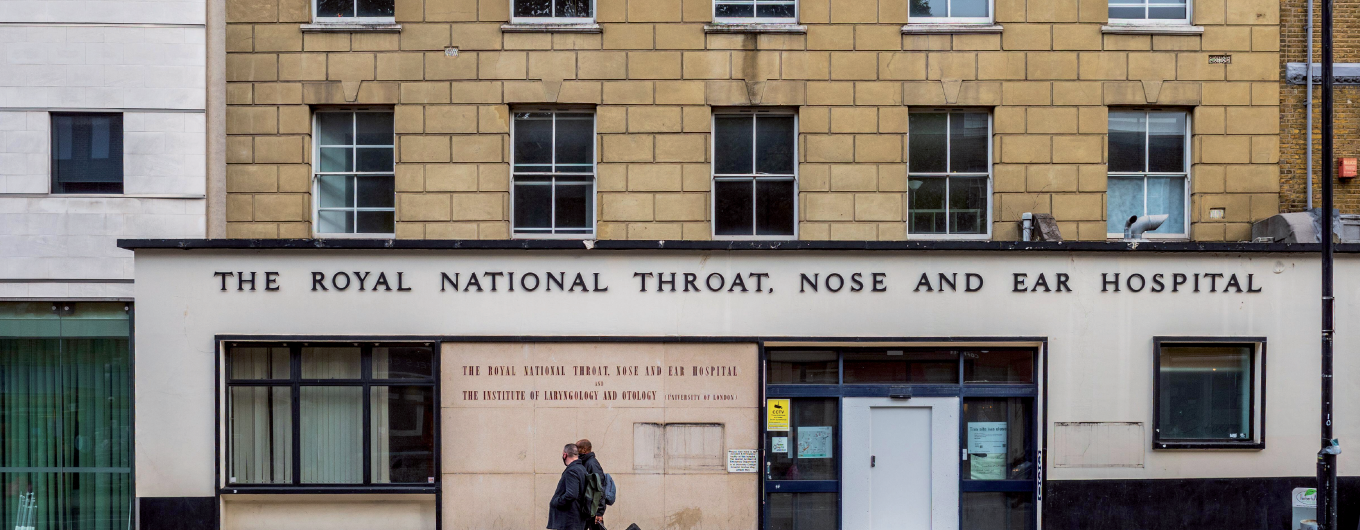 THE ROYAL NATIONAL THROAT, NOSE AND EAR HOSPITAL
THE ROYAL NATIONAL THROAT, NOSE AND EAR HOSPITAL
AND
THE INSTITUTE OF LARYNGOLOGY AND OTOLOGY (UNIVERSITY OF LONDON)
CCTV